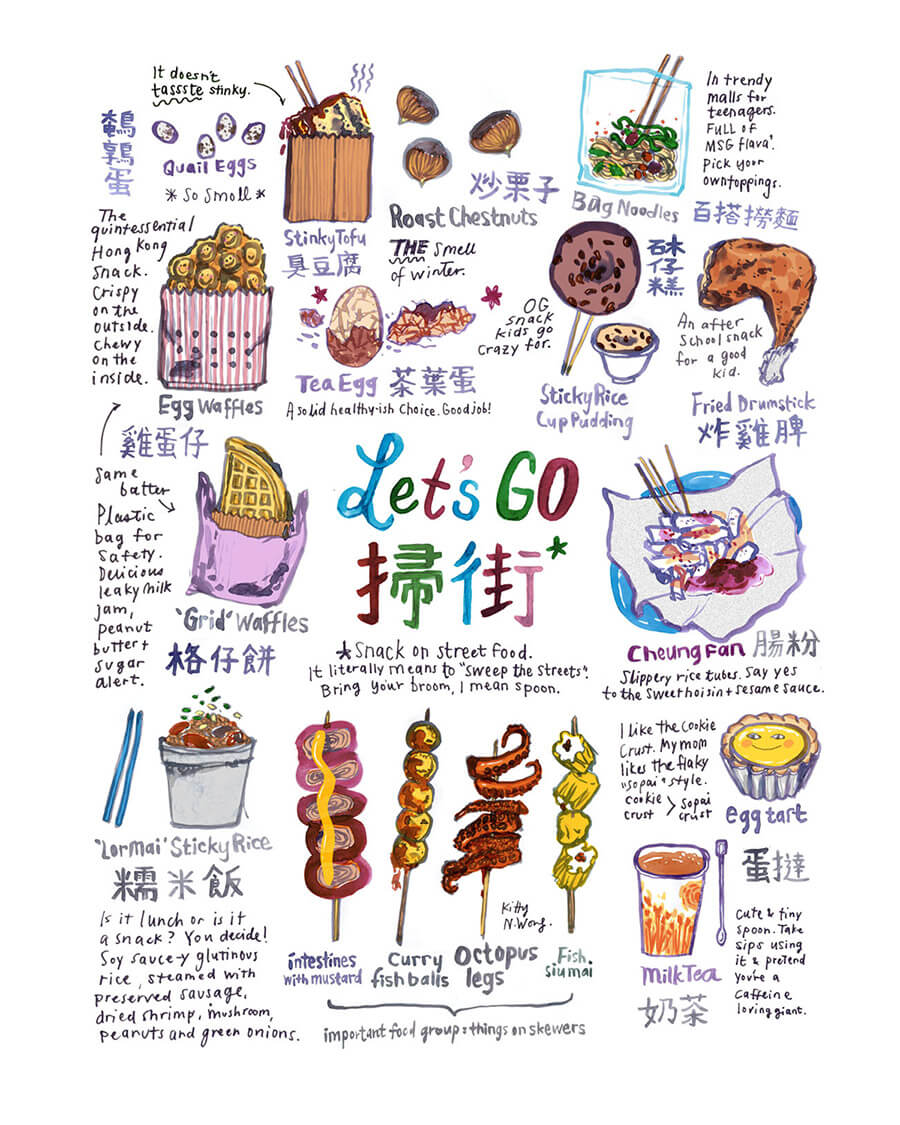 It doesn't
tassste stinky.
鵪
鶉
蛋
Quail Eggs
* So Small *
Stinky Tofu
臭豆腐
炒栗子
Roast Chestnuts
THE Smell
of winter.
In trendy
malls for
teenagers.
FULL OF
MSG flava!
Pick your
own toppings.
Bag Noodles
百搭撈麵
The
quintessential
Hong Kong
snack.
Crispy
on the
outside.
Chewy
on the
inside.
Egg Waffles
雞蛋仔
Tea Egg 茶葉蛋
A solid healthy-ish choice. Good job!
OG
snack
kids go
crazy for.
砵
仔
糕
Sticky Rice
Cup Pudding
An after
School snack
for a good
kid.
Fried Drumstick
炸雞脾
Same
batter
Plastic
bag for
safety.
Delicious
leaky milk
jam,
peanut
butter +
sugar
alert.
'Grid' Waffles
格仔餅
Let's GO
掃街*
* Snack on street food.
It literally means to "sweep the streets".
Bring your broom, I mean spoon.
Cheung Fan 腸粉
Slippery rice tubes. Say yes
to the sweet hoisin + sesame sauce.
'Lor mai' Sticky Rice
糯米飯
Is it lunch or is it
a snack? You decide!
Soy sauce-y glutinous
rice, steamed with
preserved sausage,
dried shrimp, mushroom,
peanuts and green onions.
intestines
with mustard
Curry
fish balls
Octopus
legs
Kitty
N. Wong.
Fish
siu mai
important food group: things on skewers
I like the cookie
Crust. My mom
likes the flaky
"sopai" style.
cookie
crust > sopai
crust
egg tart
蛋撻
Milk Tea
奶茶
Cute & tiny
spoon. Take
sips using
it & pretend
you're a
caffeine
loving giant.